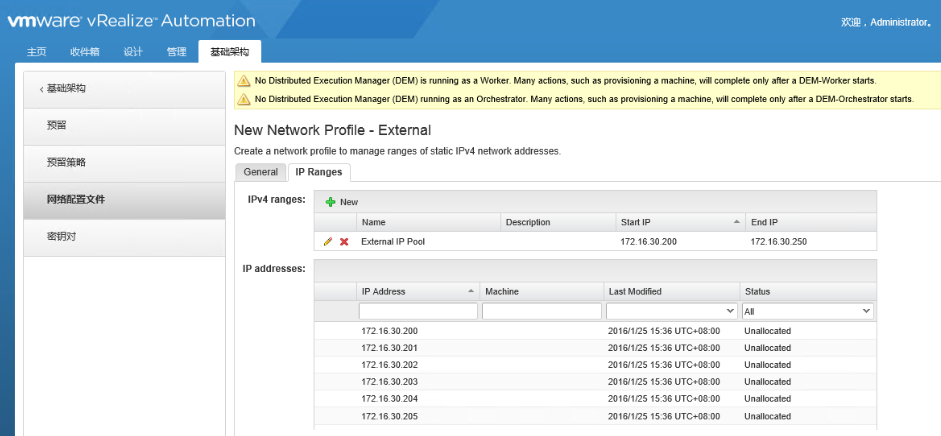 vmware vRealize™ Automation
欢迎，Administrator。
主页 收件箱 设计 管理 基础架构
‹ 基础架构
预留
预留策略
网络配置文件
密钥对
No Distributed Execution Manager (DEM) is running as a Worker. Many actions, such as provisioning a machine, will complete only after a DEM-Worker starts.
No Distributed Execution Manager (DEM) running as an Orchestrator. Many actions, such as provisioning a machine, will complete only after a DEM-Orchestrator starts.
New Network Profile - External
Create a network profile to manage ranges of static IPv4 network addresses.
General IP Ranges
IPv4 ranges: New
Name Description Start IP End IP
External IP Pool 172.16.30.200 172.16.30.250
IP addresses:
IP Address Machine Last Modified Status
All
172.16.30.200 2016/1/25 15:36 UTC+08:00 Unallocated
172.16.30.201 2016/1/25 15:36 UTC+08:00 Unallocated
172.16.30.202 2016/1/25 15:36 UTC+08:00 Unallocated
172.16.30.203 2016/1/25 15:36 UTC+08:00 Unallocated
172.16.30.204 2016/1/25 15:36 UTC+08:00 Unallocated
172.16.30.205 2016/1/25 15:36 UTC+08:00 Unallocated